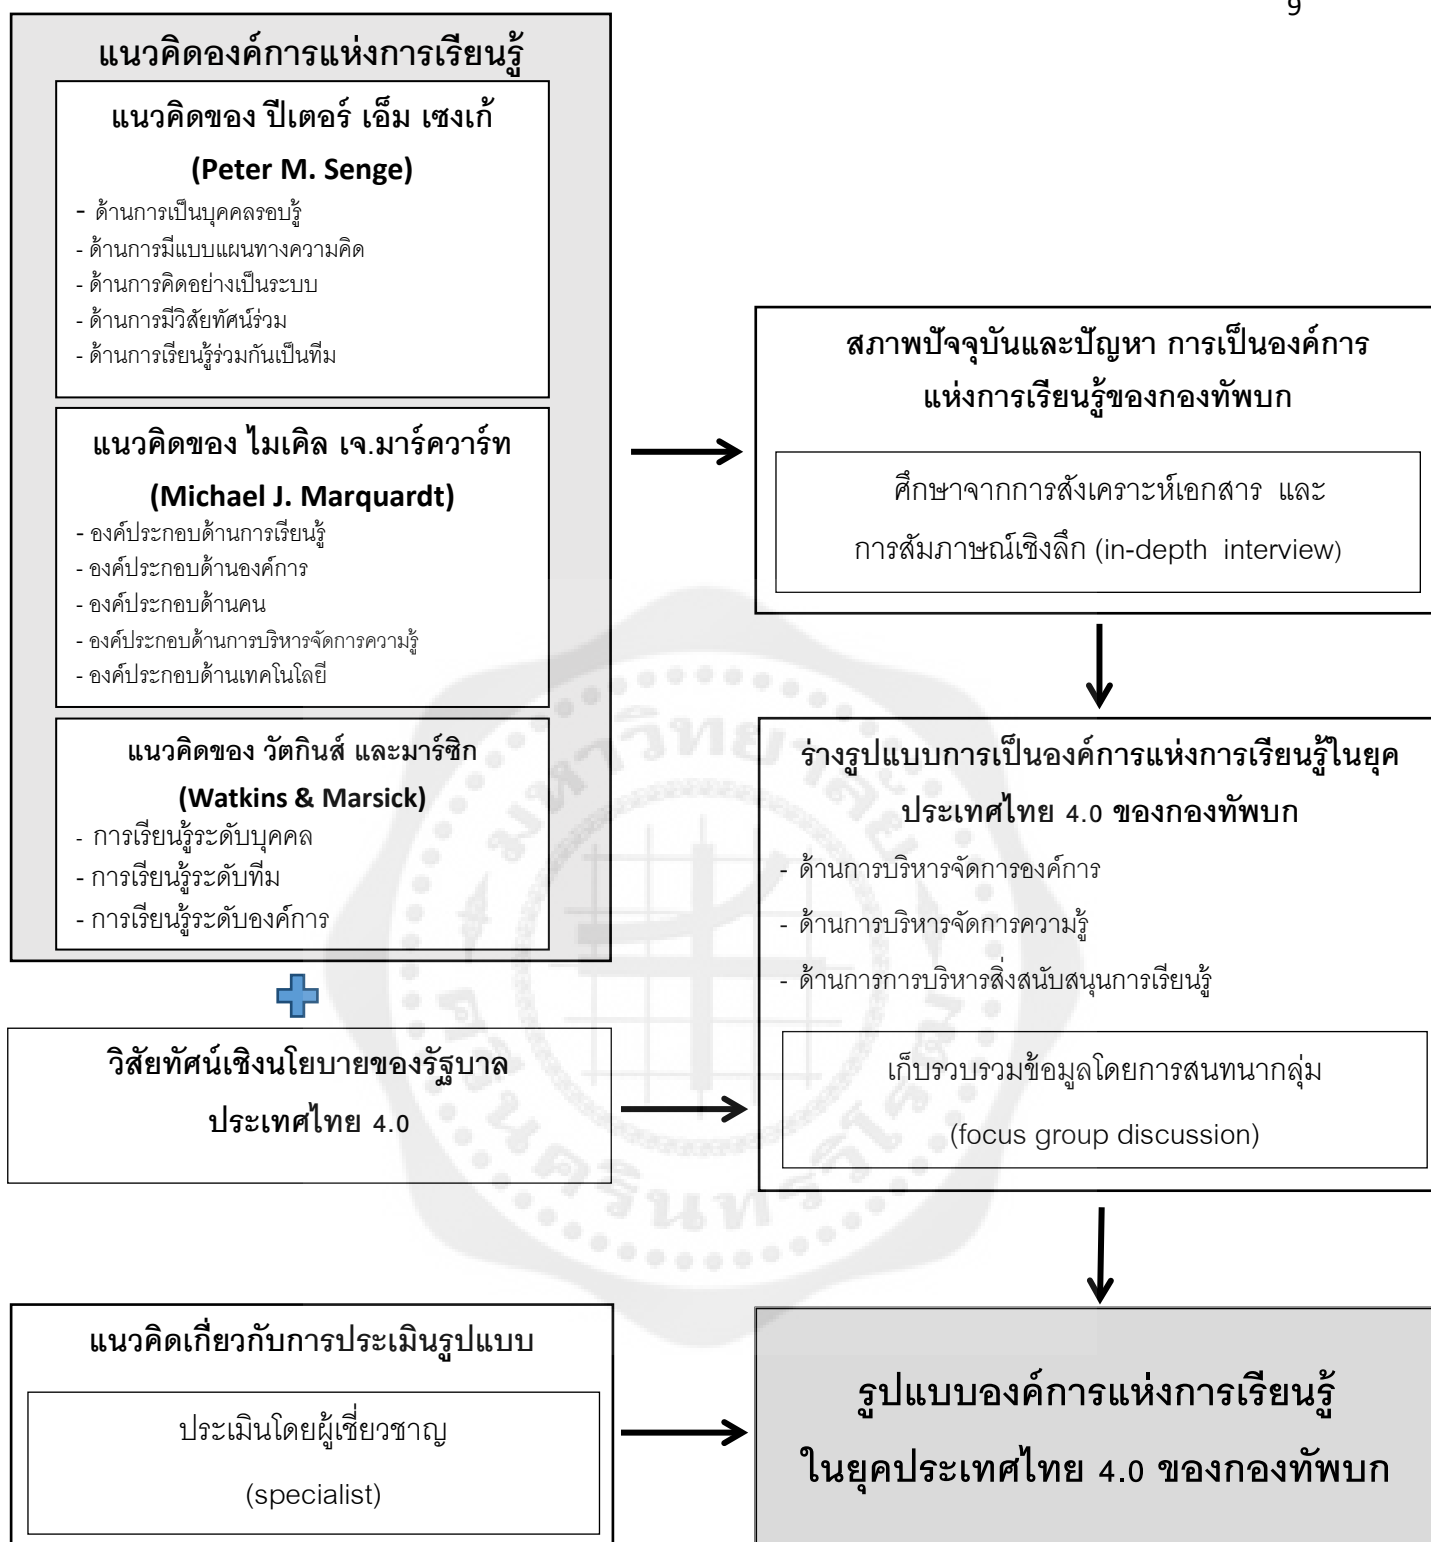 9
แนวคิดองค์การแห่งการเรียนรู้
แนวคิดของ ปีเตอร์ เอ็ม เซงเก้
(Peter M. Senge)
- ด้านการเป็นบุคคลรอบรู้
- ด้านการมีแบบแผนทางความคิด
- ด้านการคิดอย่างเป็นระบบ
- ด้านการมีวิสัยทัศน์ร่วม
- ด้านการเรียนรู้ร่วมกันเป็นทีม
แนวคิดของ ไมเคิล เจ.มาร์ควาร์ท
(Michael J. Marquardt)
- องค์ประกอบด้านการเรียนรู้
- องค์ประกอบด้านองค์การ
- องค์ประกอบด้านคน
- องค์ประกอบด้านการบริหารจัดการความรู้
- องค์ประกอบด้านเทคโนโลยี
แนวคิดของ วัตกินส์ และมาร์ซิก
(Watkins & Marsick)
- การเรียนรู้ระดับบุคคล
- การเรียนรู้ระดับทีม
- การเรียนรู้ระดับองค์การ
วิสัยทัศน์เชิงนโยบายของรัฐบาล
ประเทศไทย 4.0
สภาพปัจจุบันและปัญหา การเป็นองค์การ
แห่งการเรียนรู้ของกองทัพบก
ศึกษาจากการสังเคราะห์เอกสาร และ
การสัมภาษณ์เชิงลึก (in-depth interview)
ร่างรูปแบบการเป็นองค์การแห่งการเรียนรู้ในยุค
ประเทศไทย 4.0 ของกองทัพบก
- ด้านการบริหารจัดการองค์การ
- ด้านการบริหารจัดการความรู้
- ด้านการการบริหารสิ่งสนับสนุนการเรียนรู้
เก็บรวบรวมข้อมูลโดยการสนทนากลุ่ม
(focus group discussion)
แนวคิดเกี่ยวกับการประเมินรูปแบบ
ประเมินโดยผู้เชี่ยวชาญ
(specialist)
รูปแบบองค์การแห่งการเรียนรู้
ในยุคประเทศไทย 4.0 ของกองทัพบก
มหาวิทยาลัย
ศรีนครินทรวิโรฒ